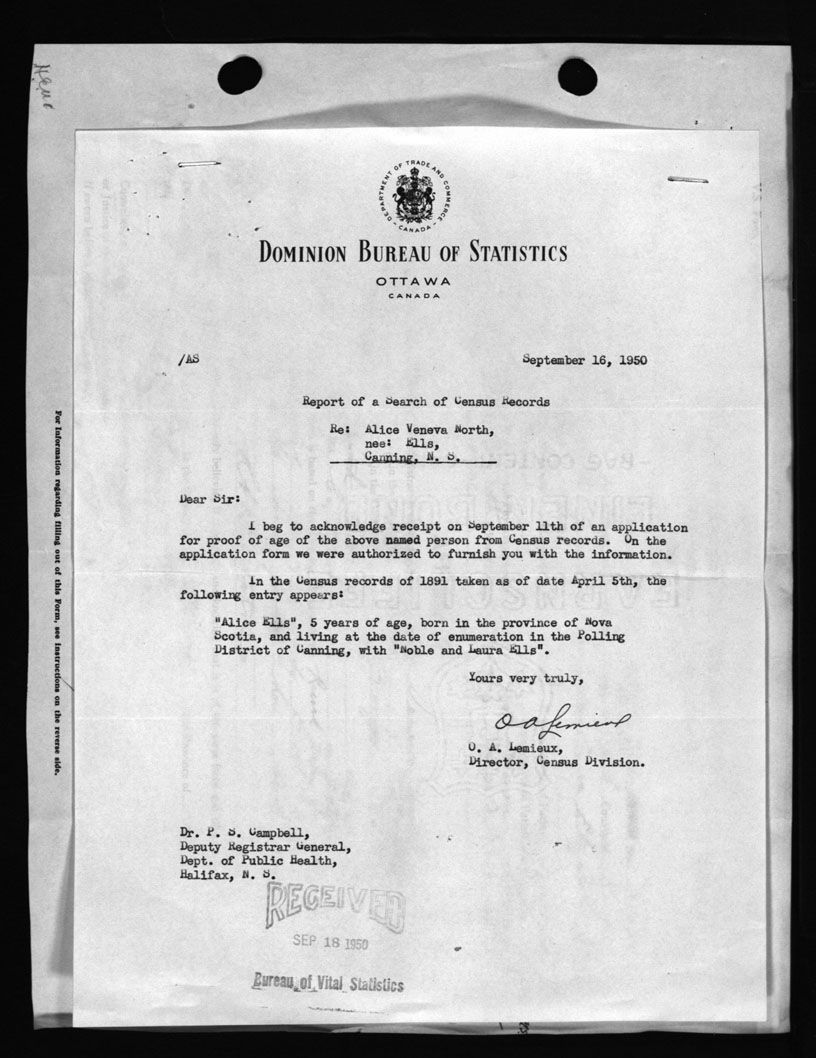 DEPARTMENT OF TRADE AND COMMERCE
CANADA
DOMINION BUREAU OF STATISTICS
OTTAWA
CANADA
/AS
September 16, 1950
Report of a Search of Census Records
Re: Alice Veneva North,
nee: Ells,
Canning, N. S.
Dear Sir:
I beg to acknowledge receipt on September 11th of an application
for proof of age of the above named person from Census records. On the
application form we were authorized to furnish you with the information.
In the Census records of 1891 taken as of date April 5th, the
following entry appears:
"Alice Ells", 5 years of age, born in the province of Nova
Scotia, and living at the date of enumeration in the Polling
District of Canning, with "Noble and Laura Ells".
Yours very truly,
O A Lemieux
O. A. Lemieux,
Director, Census Division.
Dr. P. S. Campbell,
Deputy Registrar General,
Dept. of Public Health,
Halifax, N. S.
RECEIVED
SEP 18 1950
Bureau of Vital Statistics
For Information regarding filling out of this Form, see Instructions on the reverse side.